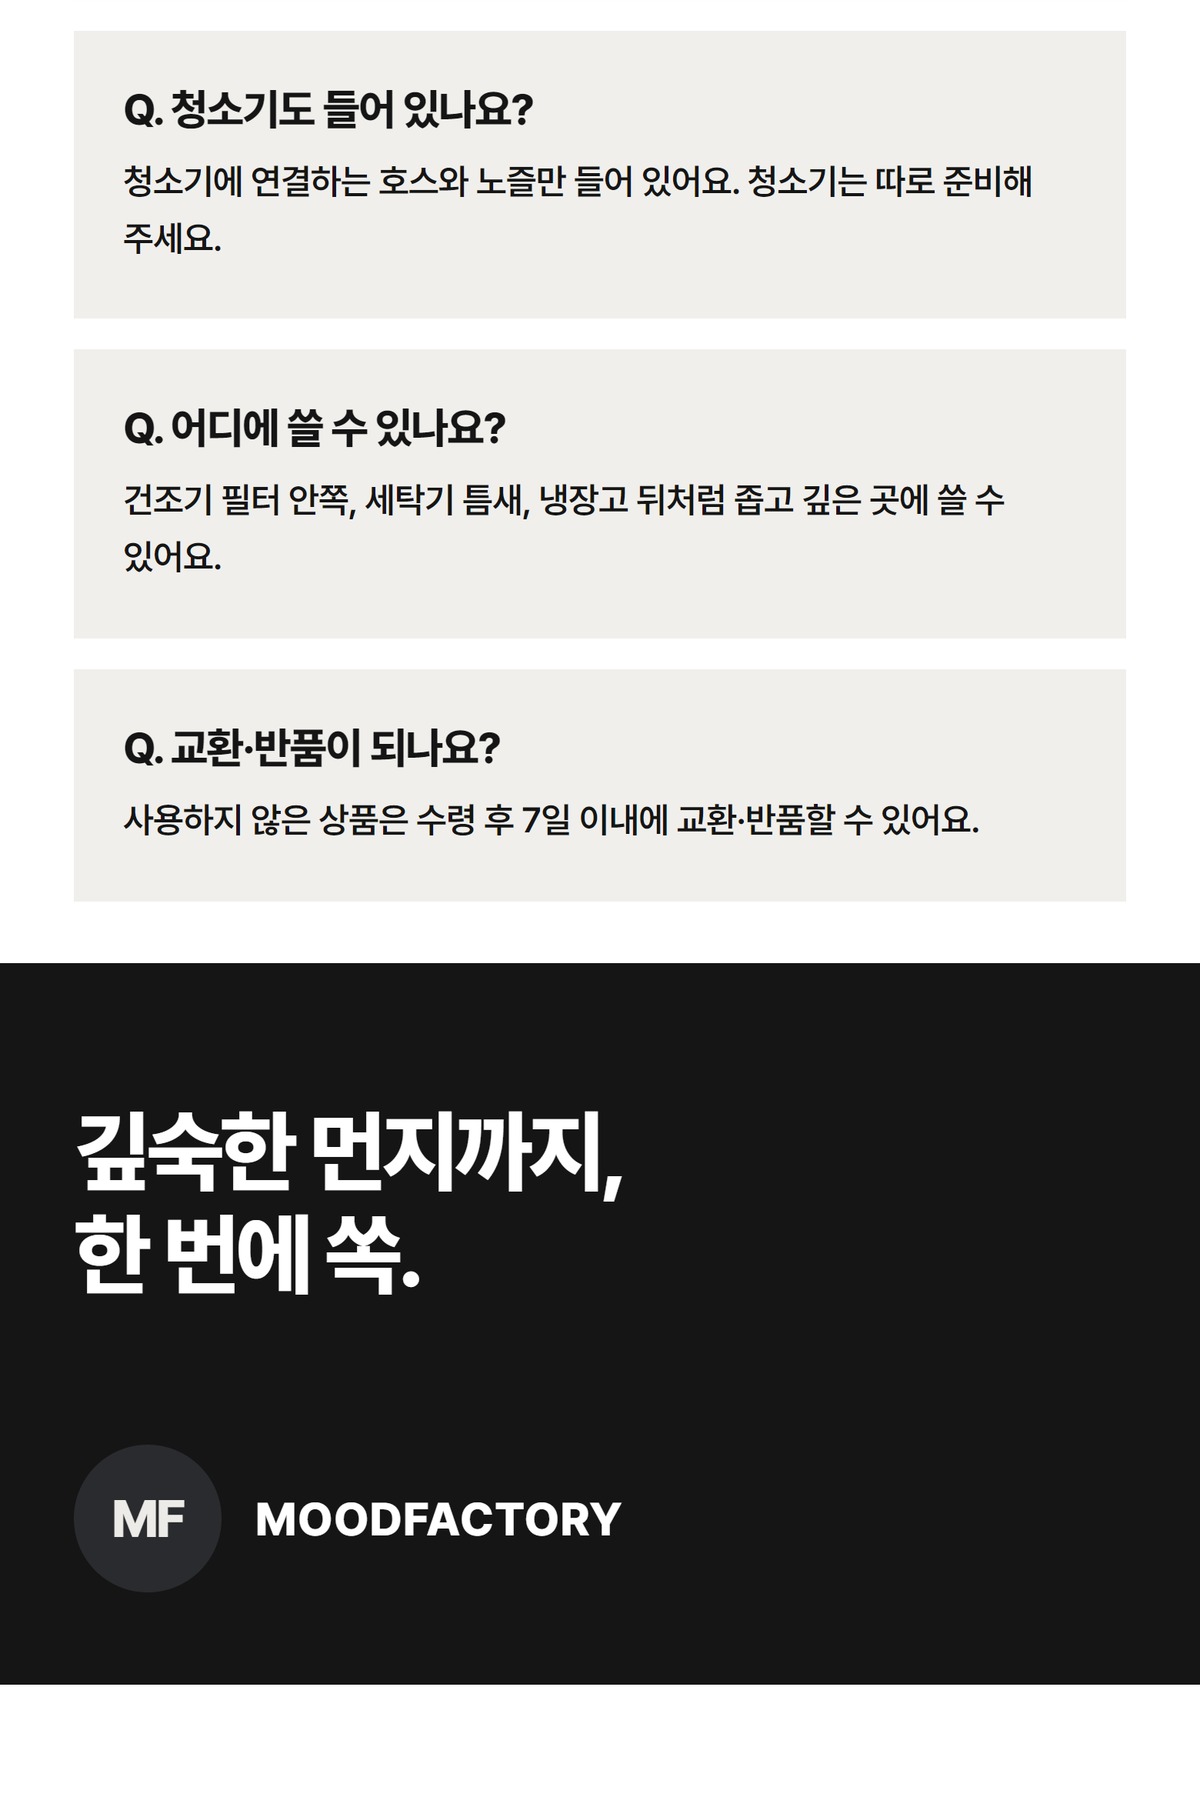 Q. 청소기도 들어 있나요?
청소기에 연결하는 호스와 노즐만 들어 있어요. 청소기는 따로 준비해
주세요.
Q. 어디에 쓸 수 있나요?
건조기 필터 안쪽, 세탁기 틈새, 냉장고 뒤처럼 좁고 깊은 곳에 쓸 수
있어요.
Q. 교환·반품이 되나요?
사용하지 않은 상품은 수령 후 7일 이내에 교환·반품할 수 있어요.
깊숙한 먼지까지,
한 번에 쏙.
MF
MOODFACTORY